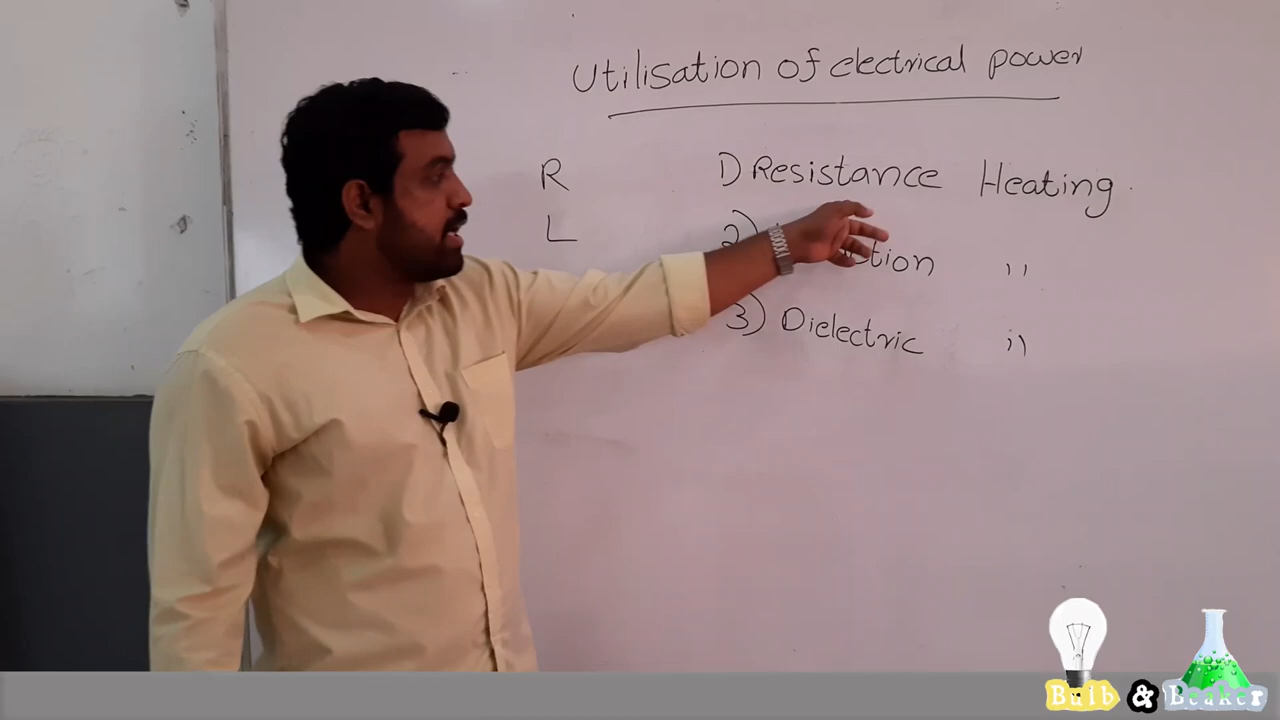 Utilisation of electrical power
R 1) Resistance Heating
L 2) ction ''
3) Dielectric ''
Bulb & Beaker